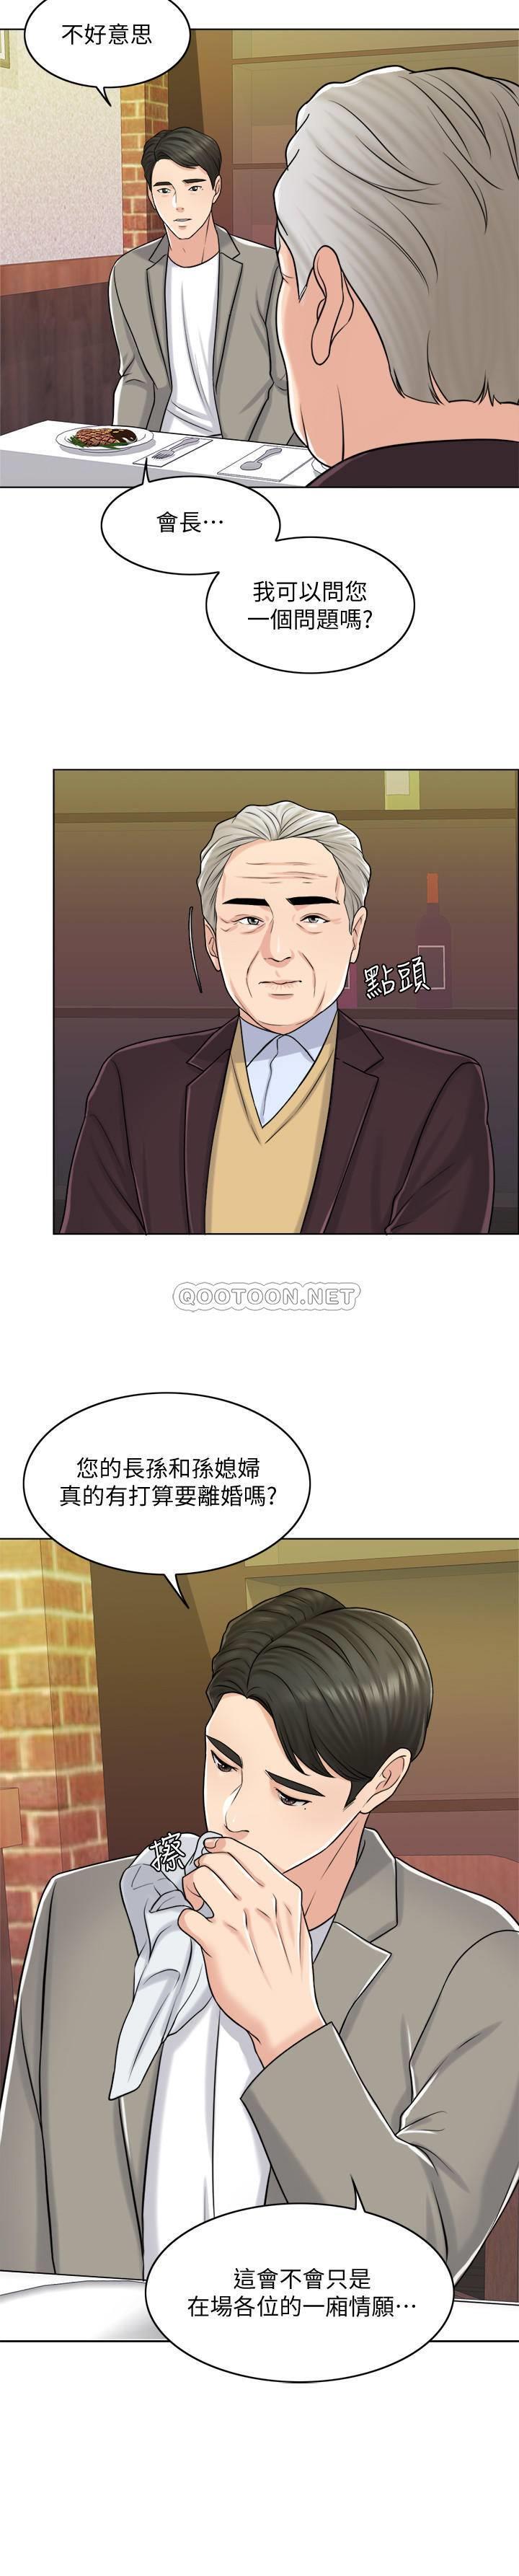 不好意思
會長…
我可以問您
一個問題嗎?
點頭
QOOTOON.NET
您的長孫和孫媳婦
真的有打算要離婚嗎?
擦
這會不會只是
在場各位的一廂情願…